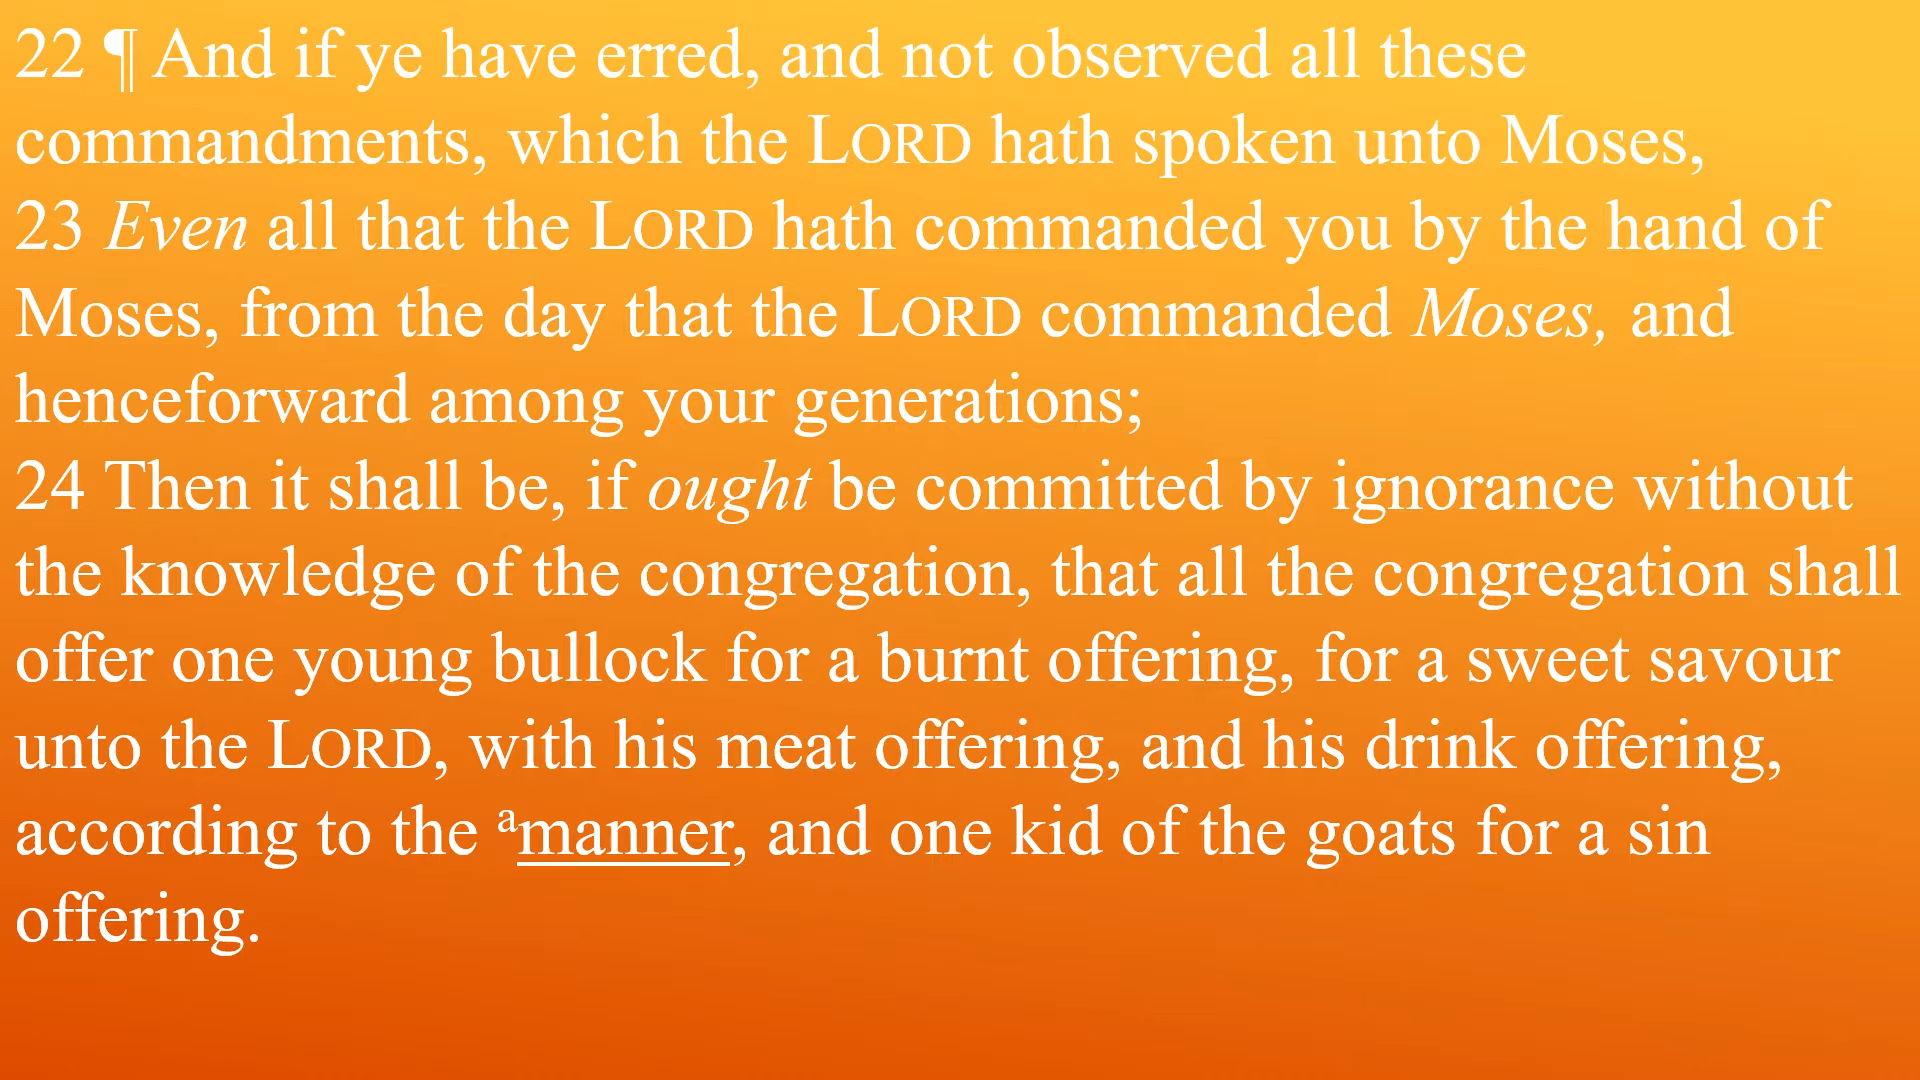 22 ¶ And if ye have erred, and not observed all these
commandments, which the LORD hath spoken unto Moses,
23 Even all that the LORD hath commanded you by the hand of
Moses, from the day that the LORD commanded Moses, and
henceforward among your generations;
24 Then it shall be, if ought be committed by ignorance without
the knowledge of the congregation, that all the congregation shall
offer one young bullock for a burnt offering, for a sweet savour
unto the LORD, with his meat offering, and his drink offering,
according to the ᵃmanner, and one kid of the goats for a sin
offering.